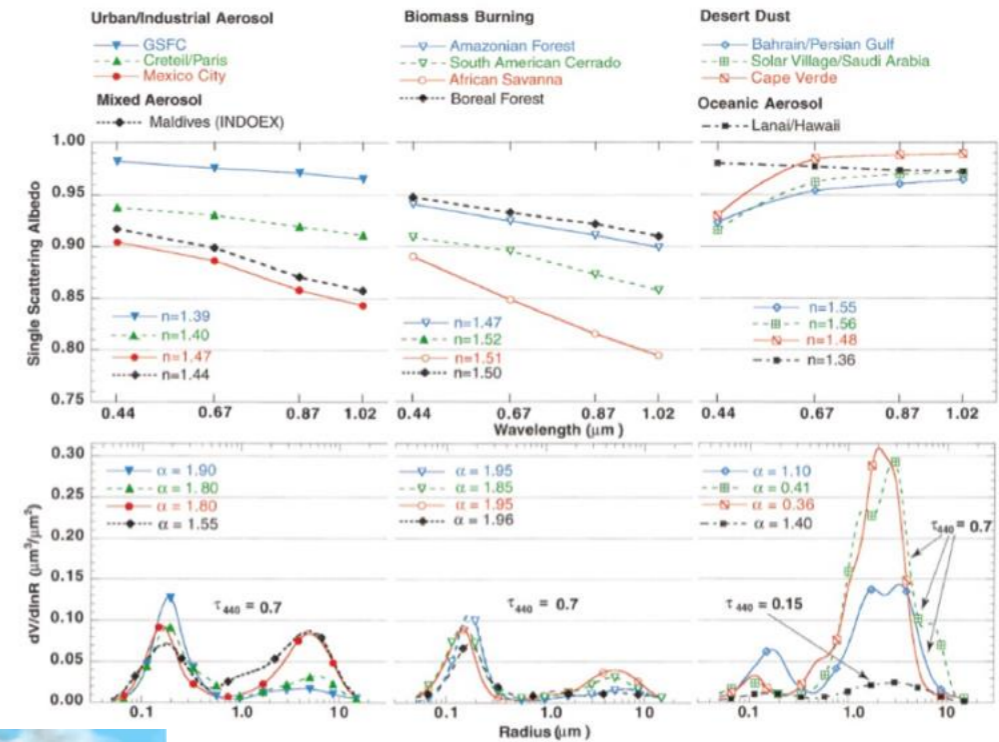 Urban/Industrial Aerosol
GSFC
Creteil/Paris
Mexico City
Mixed Aerosol
Maldives (INDOEX)
Biomass Burning
Amazonian Forest
South American Cerrado
African Savanna
Boreal Forest
Desert Dust
Bahrain/Persian Gulf
Solar Village/Saudi Arabia
Cape Verde
Oceanic Aerosol
Lanai/Hawaii
Single Scattering Albedo
1.00
0.95
0.90
0.85
0.80
0.75
n=1.39
n=1.40
n=1.47
n=1.44
n=1.47
n=1.52
n=1.51
n=1.50
n=1.55
n=1.56
n=1.48
n=1.36
0.44 0.67 0.87 1.02
0.44 0.67 0.87 1.02
0.44 0.67 0.87 1.02
Wavelength (μm )
dV/dlnR (μm³/μm²)
0.30
0.25
0.20
0.15
0.10
0.05
0.00
α = 1.90
α = 1.80
α = 1.80
α = 1.55
τ₄₄₀ = 0.7
α = 1.95
α = 1.85
α = 1.95
α = 1.96
τ₄₄₀ = 0.7
α = 1.10
α = 0.41
α = 0.36
α = 1.40
τ₄₄₀ = 0.7
τ₄₄₀ = 0.15
0.1 1.0 10
0.1 1.0 10
0.1 1.0 10
Radius (μm )